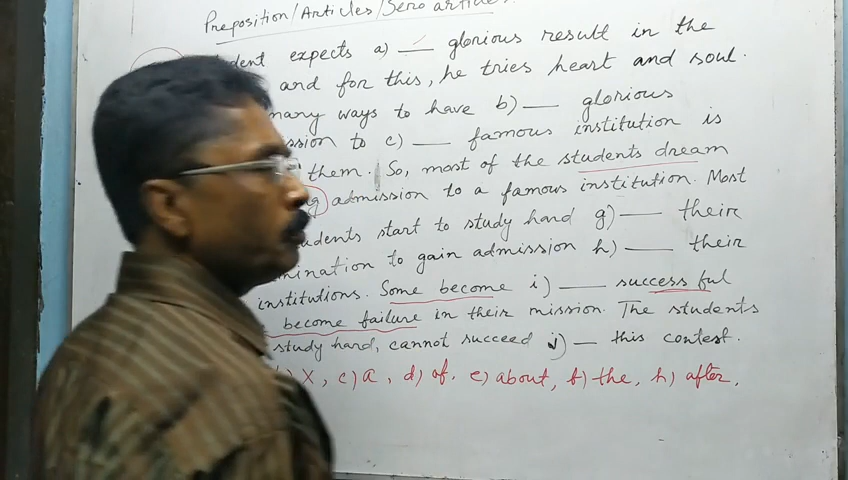 Preposition/Articles/Zero article
dent expects a) — glorious result in the
and for this, he tries heart and soul.
many ways to have b) — glorious
ssion to c) — famous institution is
them. So, most of the students dream
g admission to a famous institution. Most
udents start to study hard g) — their
mination to gain admission h) — their
institutions. Some become i) — successful
become failure in their mission. The students
study hard, cannot succeed j) — this contest.
) X, c) a, d) of, e) about, f) the, h) after,